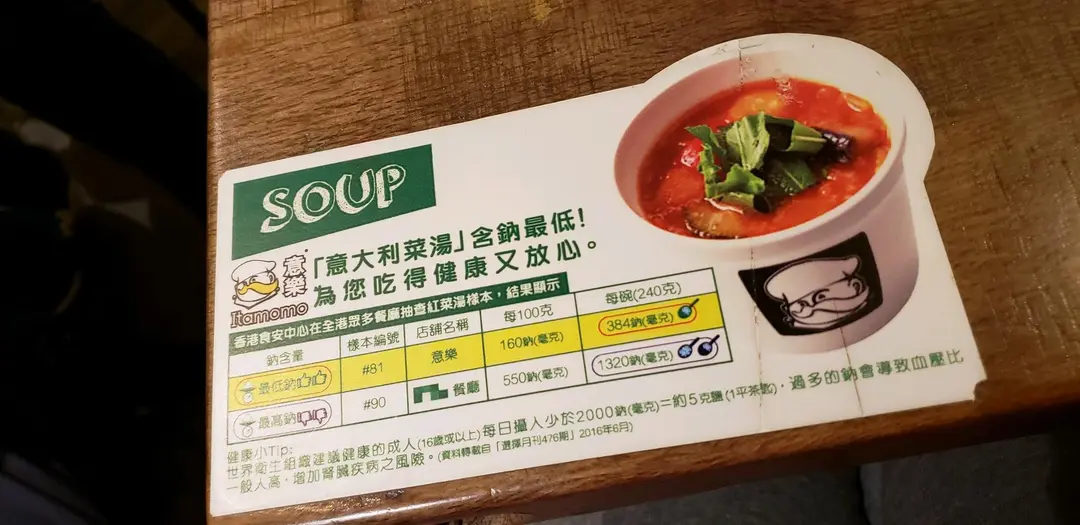 SOUP
「意大利菜湯」含鈉最低!
為您吃得健康又放心。
意樂
Itamomo
香港食安中心在全港眾多餐廳抽查紅菜湯樣本,結果顯示
鈉含量 樣本編號 店舖名稱 每100克 每碗(240克)
最低鈉 #81 意樂 160鈉(毫克) 384鈉(毫克)
最高鈉 #90 餐廳 550鈉(毫克) 1320鈉(毫克)
健康小Tip:
世界衞生組織建議健康的成人(16歲或以上)每日攝入少於2000鈉(毫克)=約5克鹽(1平茶匙),過多的鈉會導致血壓比
一般人高,增加腎臟疾病之風險。(資料轉載自「選擇月刊476期」2016年6月)